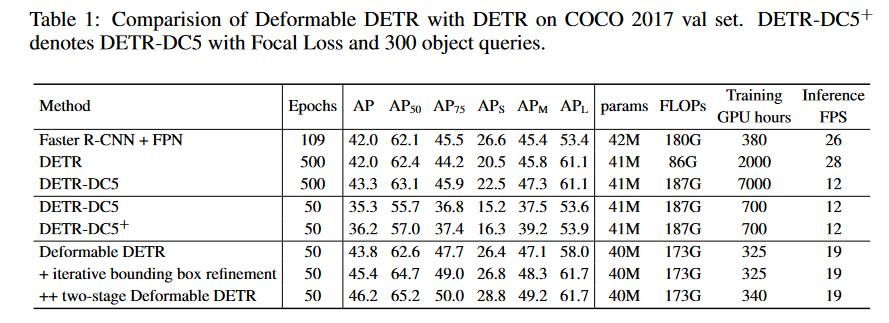 Table 1: Comparision of Deformable DETR with DETR on COCO 2017 val set. DETR-DC5+
denotes DETR-DC5 with Focal Loss and 300 object queries.
Method Epochs AP AP50 AP75 APS APM APL params FLOPs Training GPU hours Inference FPS
Faster R-CNN + FPN 109 42.0 62.1 45.5 26.6 45.4 53.4 42M 180G 380 26
DETR 500 42.0 62.4 44.2 20.5 45.8 61.1 41M 86G 2000 28
DETR-DC5 500 43.3 63.1 45.9 22.5 47.3 61.1 41M 187G 7000 12
DETR-DC5 50 35.3 55.7 36.8 15.2 37.5 53.6 41M 187G 700 12
DETR-DC5+ 50 36.2 57.0 37.4 16.3 39.2 53.9 41M 187G 700 12
Deformable DETR 50 43.8 62.6 47.7 26.4 47.1 58.0 40M 173G 325 19
+ iterative bounding box refinement 50 45.4 64.7 49.0 26.8 48.3 61.7 40M 173G 325 19
++ two-stage Deformable DETR 50 46.2 65.2 50.0 28.8 49.2 61.7 40M 173G 340 19